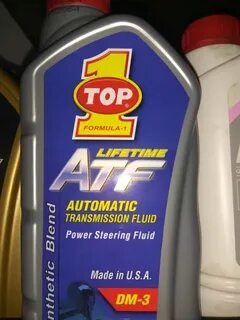 TOP
1
FORMULA-1
LIFETIME
ATF
AUTOMATIC
TRANSMISSION FLUID
Power Steering Fluid
Made in U.S.A.
DM-3
nthetic Blend